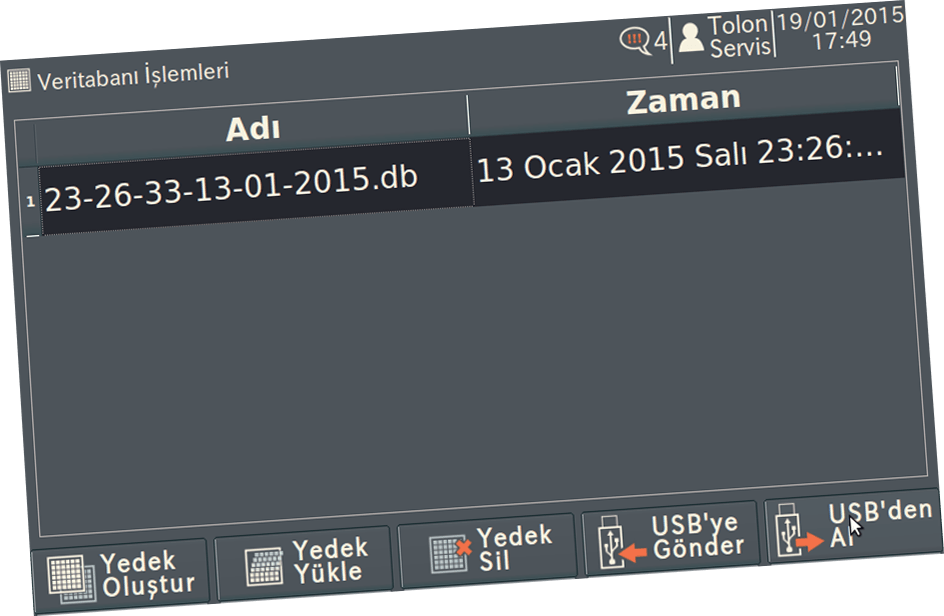 Veritabanı İşlemleri
!!! 4
Tolon
Servis
19/01/2015
17:49
Adı
Zaman
1
23-26-33-13-01-2015.db
13 Ocak 2015 Salı 23:26:...
Yedek
Oluştur
Yedek
Yükle
Yedek
Sil
USB'ye
Gönder
USB'den
Al